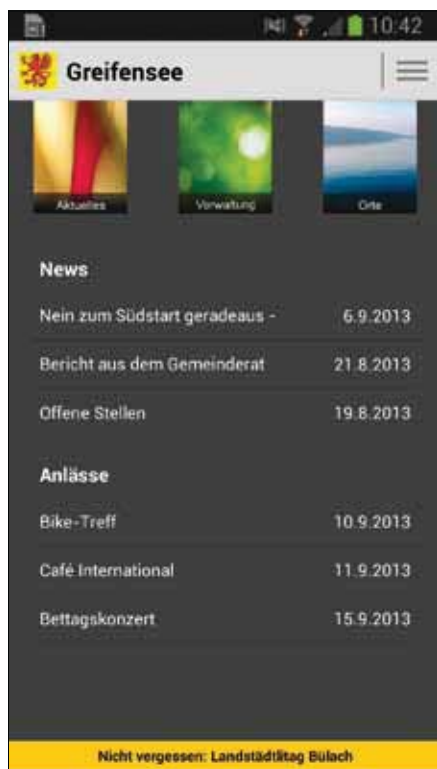 10:42
Greifensee
Aktuelles Verwaltung Orte
News
Nein zum Südstart geradeaus - 6.9.2013
Bericht aus dem Gemeinderat 21.8.2013
Offene Stellen 19.8.2013
Anlässe
Bike-Treff 10.9.2013
Café International 11.9.2013
Bettagskonzert 15.9.2013
Nicht vergessen: Landstädtlitag Bülach